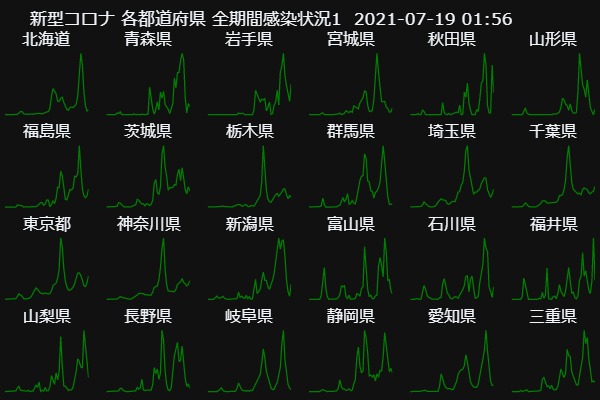 新型コロナ 各都道府県 全期間感染状況1 2021-07-19 01:56
北海道 青森県 岩手県 宮城県 秋田県 山形県
福島県 茨城県 栃木県 群馬県 埼玉県 千葉県
東京都 神奈川県 新潟県 富山県 石川県 福井県
山梨県 長野県 岐阜県 静岡県 愛知県 三重県